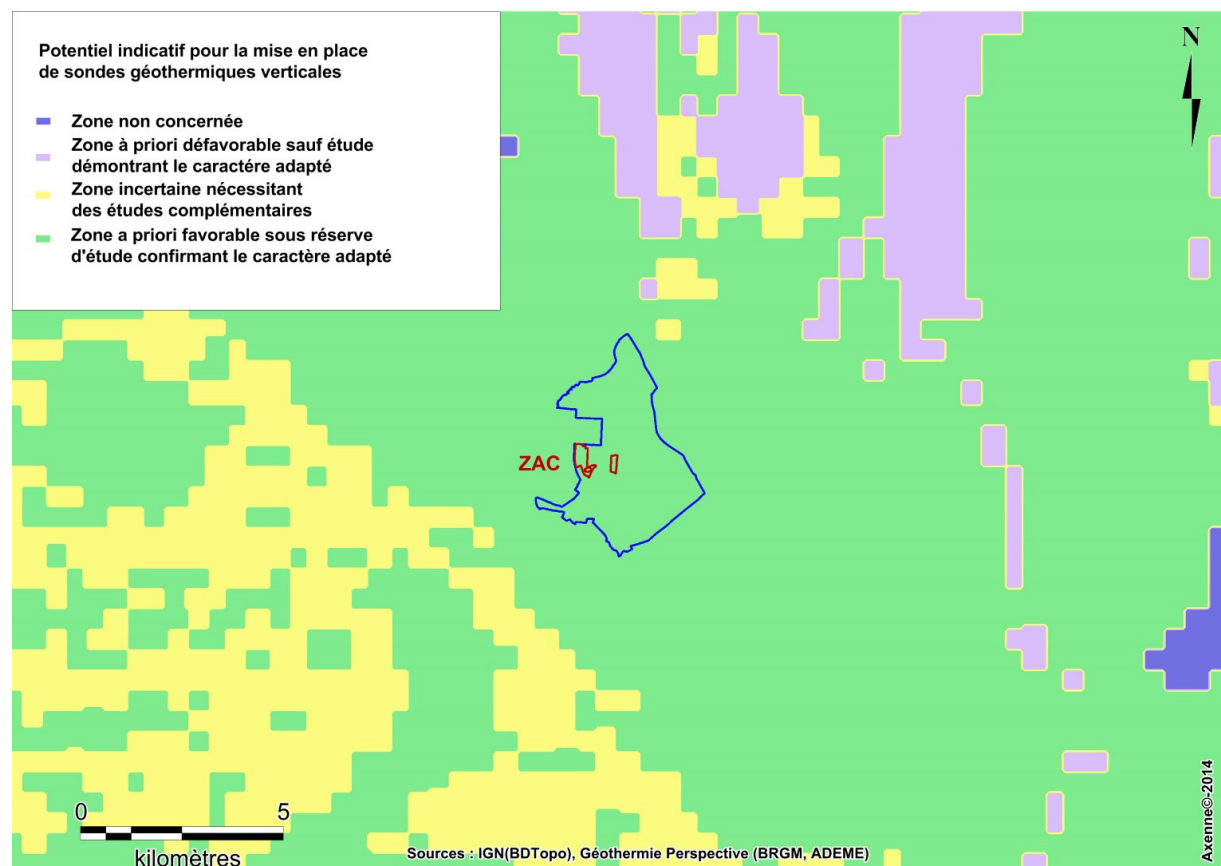 Potentiel indicatif pour la mise en place
de sondes géothermiques verticales
Zone non concernée
Zone à priori défavorable sauf étude
démontrant le caractére adapté
Zone incertaine nécessitant
des études complémentaires
Zone a priori favorable sous réserve
d'étude confirmant le caractère adapté
N
ZAC
0 5
kilomètres
Sources : IGN(BDTopo), Géothermie Perspective (BRGM, ADEME)
Axenne©-2014